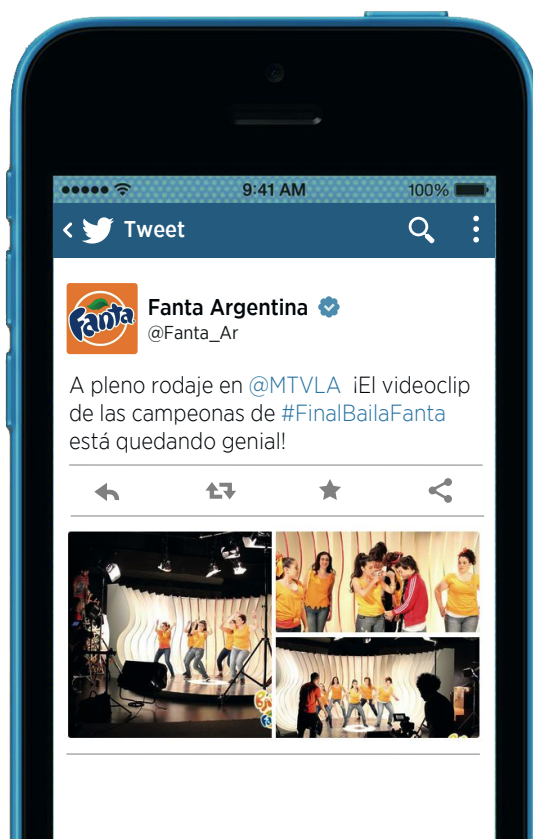 9:41 AM 100%
Tweet
Fanta
Fanta Argentina
@Fanta_Ar
A pleno rodaje en @MTVLA ¡El videoclip
de las campeonas de #FinalBailaFanta
está quedando genial!